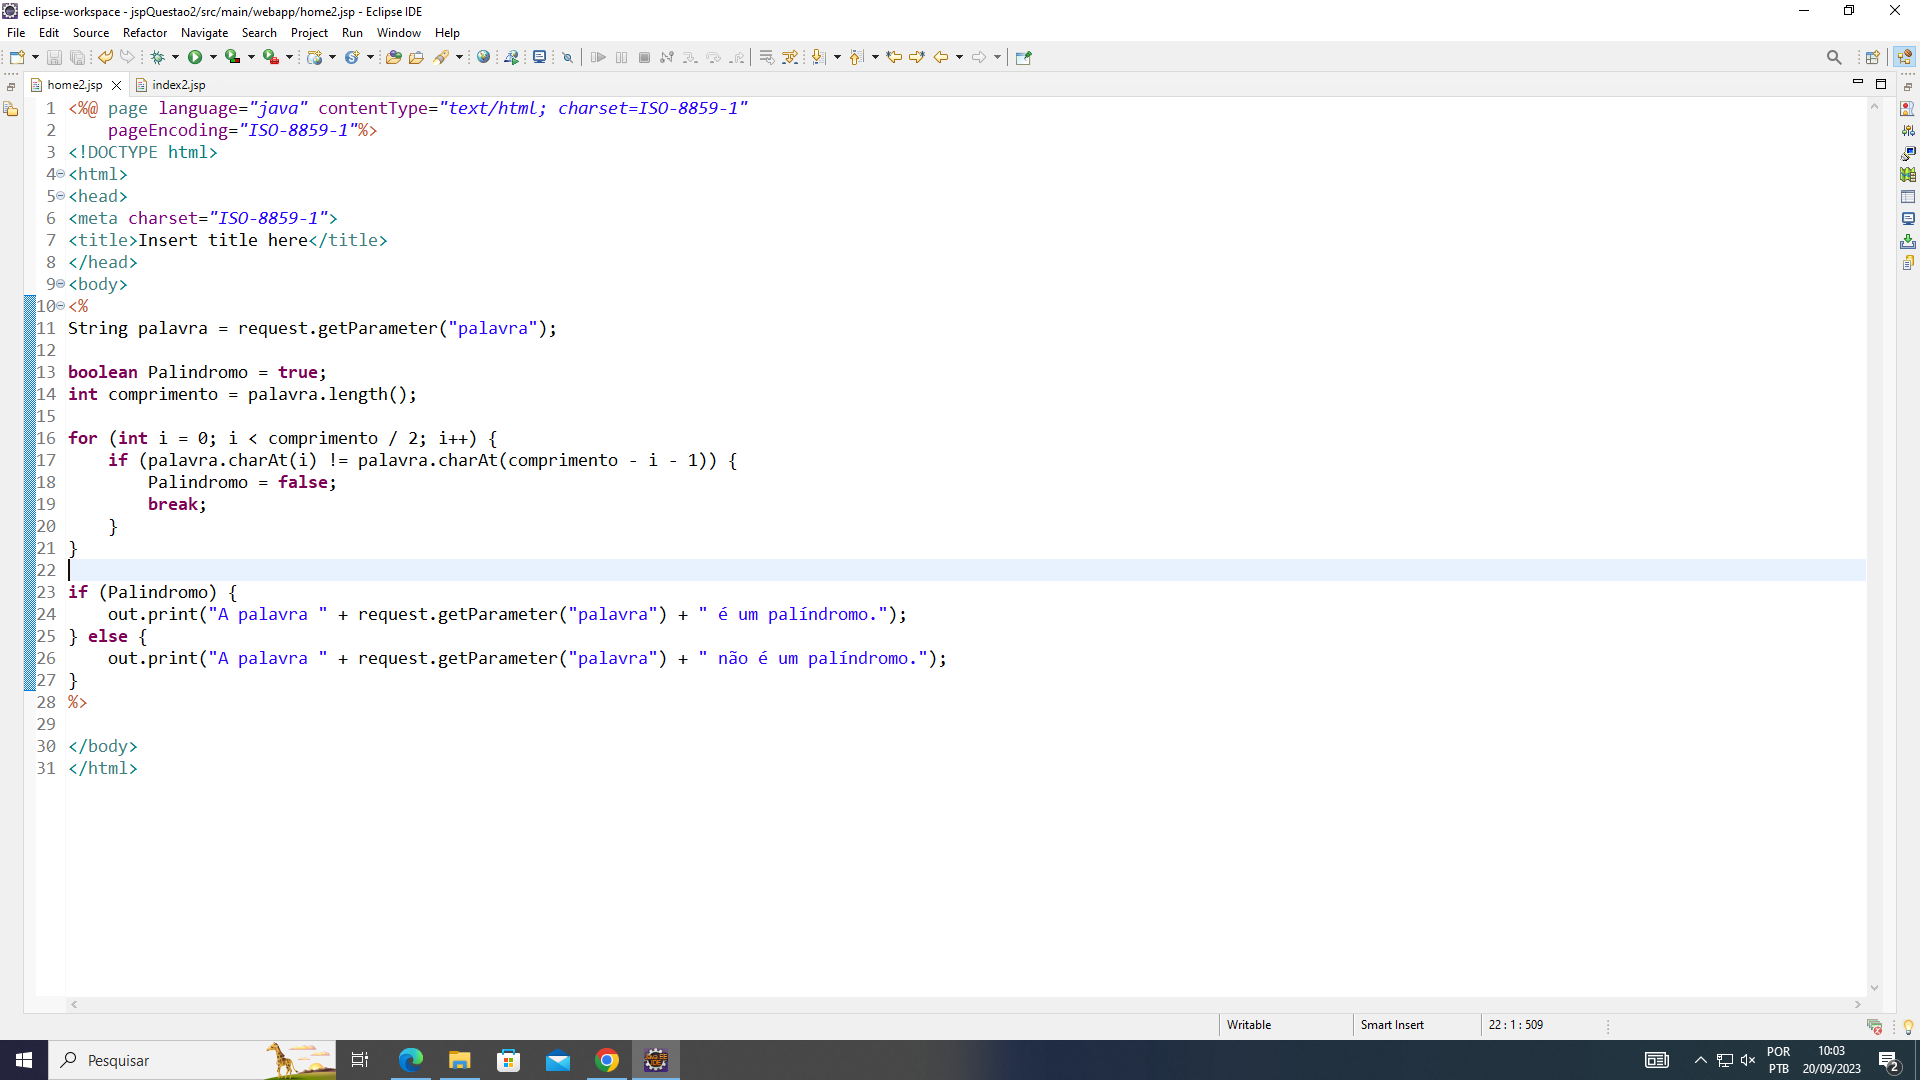 eclipse-workspace - jspQuestao2/src/main/webapp/home2.jsp - Eclipse IDE
File Edit Source Refactor Navigate Search Project Run Window Help
home2.jsp index2.jsp
1 <%@ page language="java" contentType="text/html; charset=ISO-8859-1"
2     pageEncoding="ISO-8859-1"%>
3 <!DOCTYPE html>
4 <html>
5 <head>
6 <meta charset="ISO-8859-1">
7 <title>Insert title here</title>
8 </head>
9 <body>
10 <%
11 String palavra = request.getParameter("palavra");
12
13 boolean Palindromo = true;
14 int comprimento = palavra.length();
15
16 for (int i = 0; i < comprimento / 2; i++) {
17     if (palavra.charAt(i) != palavra.charAt(comprimento - i - 1)) {
18         Palindromo = false;
19         break;
20     }
21 }
22
23 if (Palindromo) {
24     out.print("A palavra " + request.getParameter("palavra") + " é um palíndromo.");
25 } else {
26     out.print("A palavra " + request.getParameter("palavra") + " não é um palíndromo.");
27 }
28 %>
29
30 </body>
31 </html>
Writable Smart Insert 22 : 1 : 509
Pesquisar
POR 10:03
PTB 20/09/2023
2